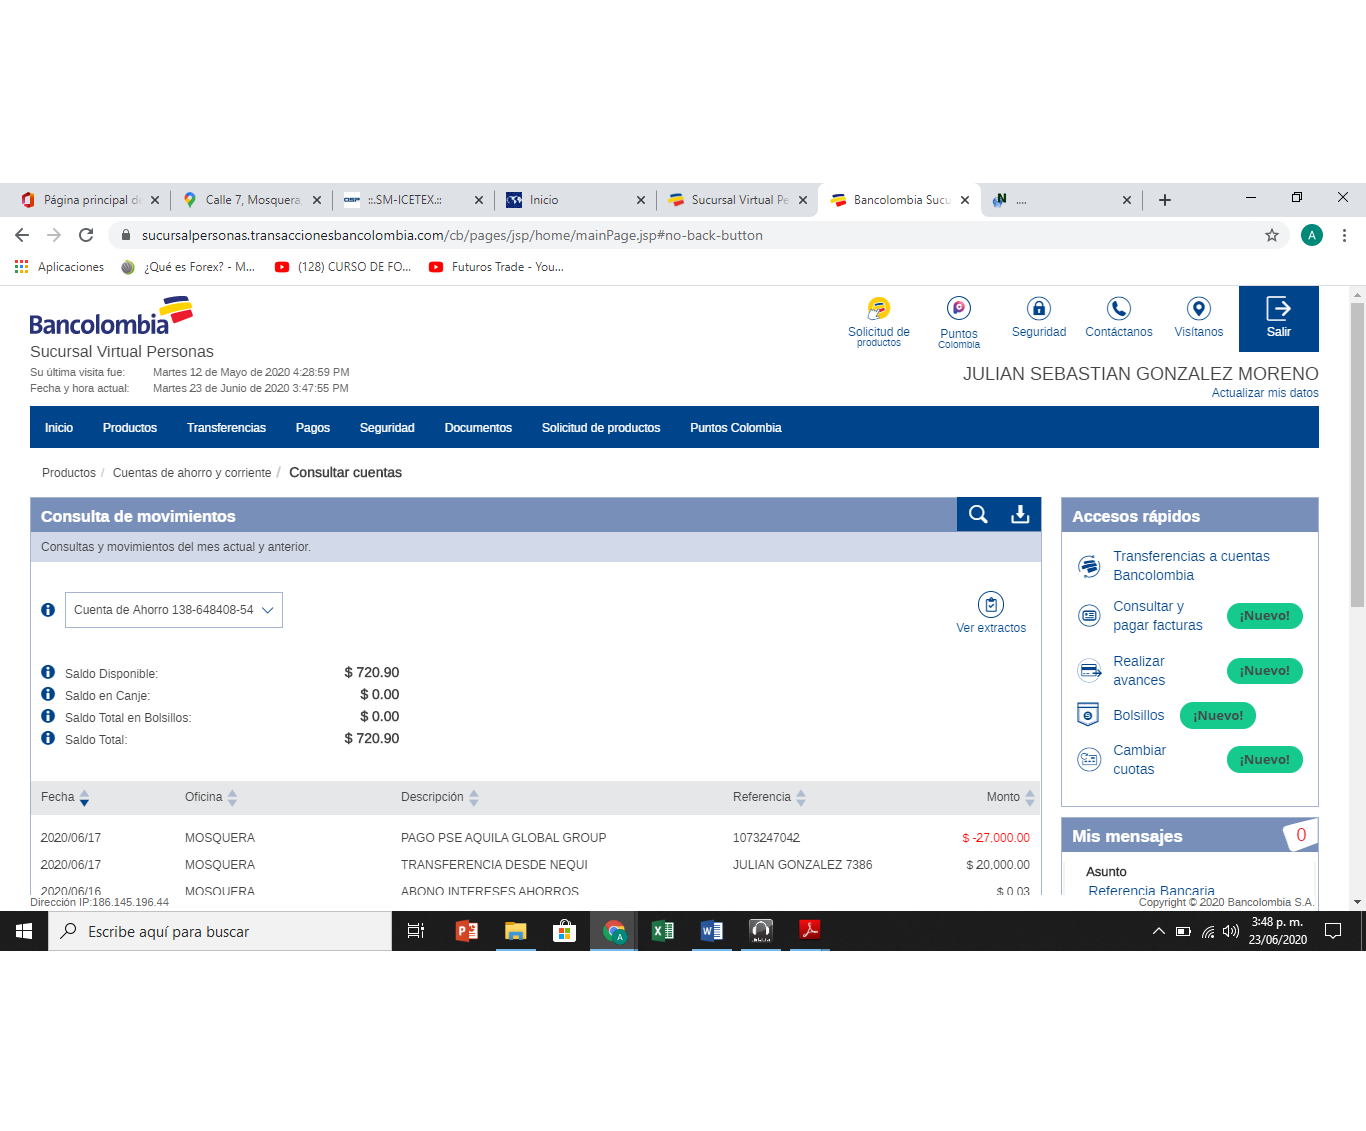 Página principal de
Calle 7, Mosquera,
::.SM-ICETEX.::
Inicio
Sucursal Virtual Pe
Bancolombia Sucu
....
sucursalpersonas.transaccionesbancolombia.com/cb/pages/jsp/home/mainPage.jsp#no-back-button
A
Aplicaciones
¿Qué es Forex? - M...
(128) CURSO DE FO...
Futuros Trade - You...
Bancolombia
Sucursal Virtual Personas
Su última visita fue: Martes 12 de Mayo de 2020 4:28:59 PM
Fecha y hora actual: Martes 23 de Junio de 2020 3:47:55 PM
Solicitud de
productos
Puntos
Colombia
Seguridad
Contáctanos
Visítanos
Salir
JULIAN SEBASTIAN GONZALEZ MORENO
Actualizar mis datos
Inicio Productos Transferencias Pagos Seguridad Documentos Solicitud de productos Puntos Colombia
Productos / Cuentas de ahorro y corriente / Consultar cuentas
Consulta de movimientos
Consultas y movimientos del mes actual y anterior.
Cuenta de Ahorro 138-648408-54
Ver extractos
Saldo Disponible: $ 720.90
Saldo en Canje: $ 0.00
Saldo Total en Bolsillos: $ 0.00
Saldo Total: $ 720.90
Fecha Oficina Descripción Referencia Monto
2020/06/17 MOSQUERA PAGO PSE AQUILA GLOBAL GROUP 1073247042 $ -27,000.00
2020/06/17 MOSQUERA TRANSFERENCIA DESDE NEQUI JULIAN GONZALEZ 7386 $ 20,000.00
2020/06/16 MOSQUERA ABONO INTERESES AHORROS $ 0.03
Accesos rápidos
Transferencias a cuentas
Bancolombia
Consultar y
pagar facturas
¡Nuevo!
Realizar
avances
¡Nuevo!
Bolsillos
¡Nuevo!
Cambiar
cuotas
¡Nuevo!
Mis mensajes
0
Asunto
Referencia Bancaria
Dirección IP:186.145.196.44
Copyright © 2020 Bancolombia S.A.
Escribe aquí para buscar
3:48 p. m.
23/06/2020